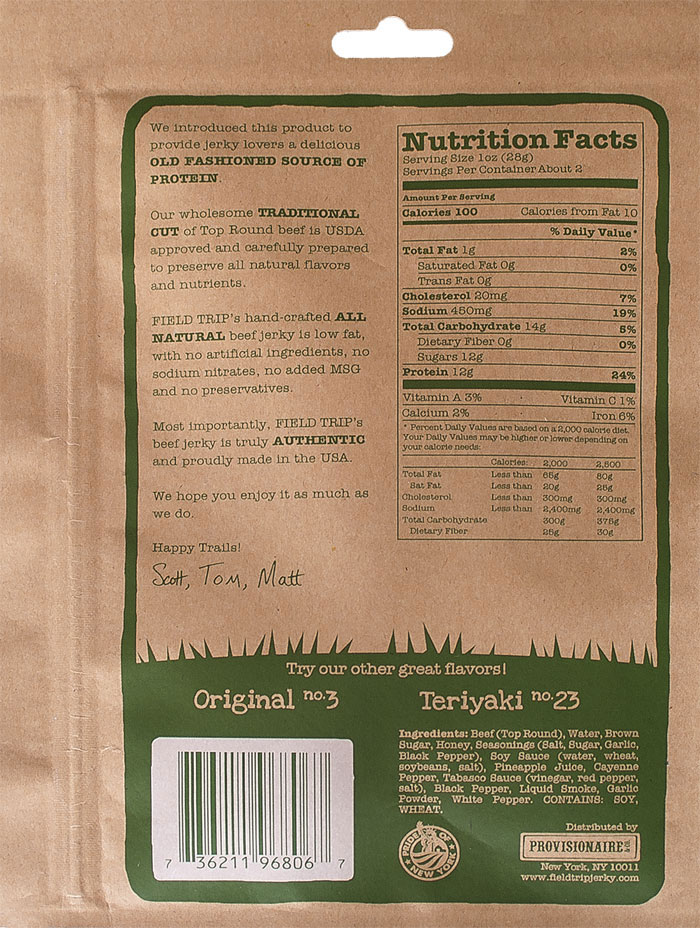 We introduced this product to
provide jerky lovers a delicious
OLD FASHIONED SOURCE OF
PROTEIN.
Our wholesome TRADITIONAL
CUT of Top Round beef is USDA
approved and carefully prepared
to preserve all natural flavors
and nutrients.
FIELD TRIP's hand-crafted ALL
NATURAL beef jerky is low fat,
with no artificial ingredients, no
sodium nitrates, no added MSG
and no preservatives.
Most importantly, FIELD TRIP's
beef jerky is truly AUTHENTIC
and proudly made in the USA.
We hope you enjoy it as much as
we do.
Happy Trails!
Scott, Tom, Matt
Nutrition Facts
Serving Size 1oz (28g)
Servings Per Container About 2
Amount Per Serving
Calories 100 Calories from Fat 10
% Daily Value*
Total Fat 1g 2%
Saturated Fat 0g 0%
Trans Fat 0g
Cholesterol 20mg 7%
Sodium 450mg 19%
Total Carbohydrate 14g 5%
Dietary Fiber 0g 0%
Sugars 12g
Protein 12g 24%
Vitamin A 3% Vitamin C 1%
Calcium 2% Iron 6%
* Percent Daily Values are based on a 2,000 calorie diet.
Your Daily Values may be higher or lower depending on
your calorie needs:
Calories: 2,000 2,500
Total Fat Less than 65g 80g
Sat Fat Less than 20g 25g
Cholesterol Less than 300mg 300mg
Sodium Less than 2,400mg 2,400mg
Total Carbohydrate 300g 375g
Dietary Fiber 25g 30g
Try our other great flavors!
Original no.3 Teriyaki no.23
Ingredients: Beef (Top Round), Water, Brown
Sugar, Honey, Seasonings (Salt, Sugar, Garlic,
Black Pepper), Soy Sauce (water, wheat,
soybeans, salt), Pineapple Juice, Cayenne
Pepper, Tabasco Sauce (vinegar, red pepper,
salt), Black Pepper, Liquid Smoke, Garlic
Powder, White Pepper. CONTAINS: SOY,
WHEAT.
7 36211 96806 7
PRIDE OF
NEW YORK
Distributed by
PROVISIONAIRE & CO
New York, NY 10011
www.fieldtripjerky.com